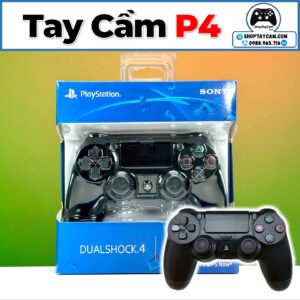 Tay Cầm P4
SHOPTAYCAM.COM
0988.965.116
PlayStation
SONY
DUALSHOCK 4